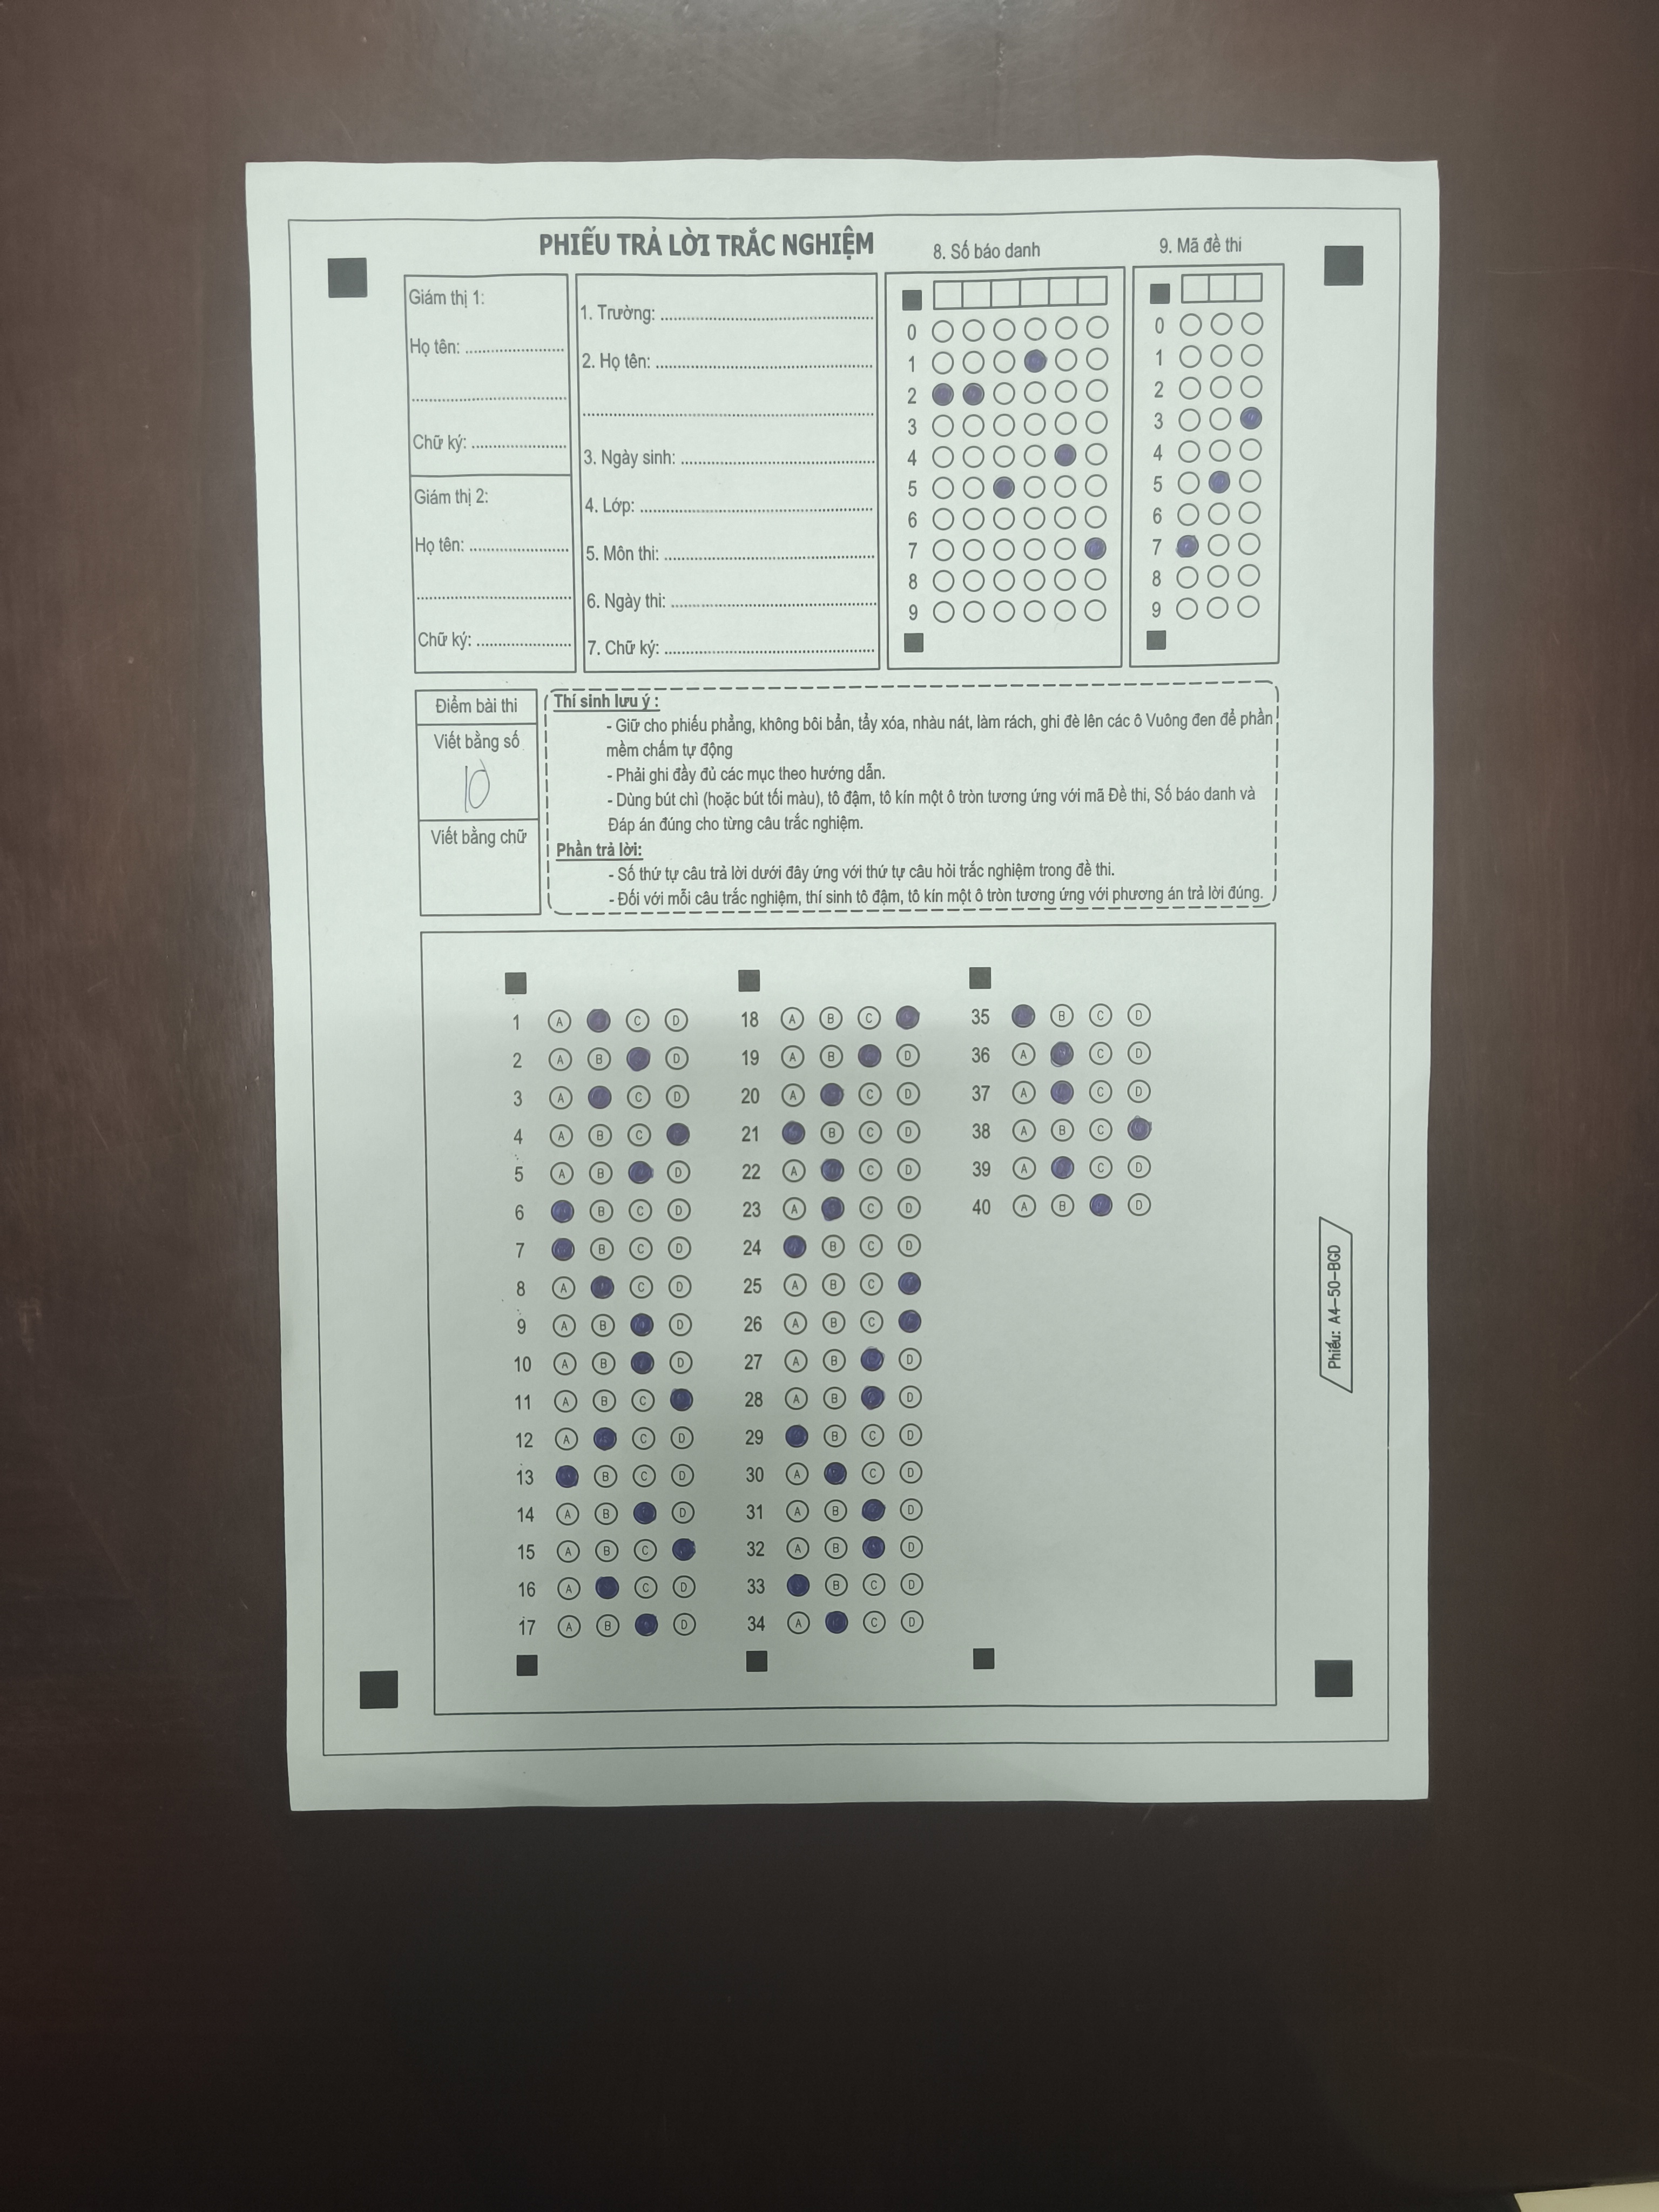 PHIẾU TRẢ LỜI TRẮC NGHIỆM
Giám thị 1:
Họ tên: ........................
........................................
Chữ ký: ........................
Giám thị 2:
Họ tên: ........................
........................................
Chữ ký: ........................
1. Trường: ........................................
2. Họ tên: ........................................
................................................................
3. Ngày sinh: ........................................
4. Lớp: ........................................
5. Môn thi: ........................................
6. Ngày thi: ........................................
7. Chữ ký: ........................................
8. Số báo danh
0
1
2
3
4
5
6
7
8
9
9. Mã đề thi
0
1
2
3
4
5
6
7
8
9
Điểm bài thi
Viết bằng số
10
Viết bằng chữ
Thí sinh lưu ý :
- Giữ cho phiếu phẳng, không bôi bẩn, tẩy xóa, nhàu nát, làm rách, ghi đè lên các ô Vuông đen để phần
mềm chấm tự động
- Phải ghi đầy đủ các mục theo hướng dẫn.
- Dùng bút chì (hoặc bút tối màu), tô đậm, tô kín một ô tròn tương ứng với mã Đề thi, Số báo danh và
Đáp án đúng cho từng câu trắc nghiệm.
Phần trả lời:
- Số thứ tự câu trả lời dưới đây ứng với thứ tự câu hỏi trắc nghiệm trong đề thi.
- Đối với mỗi câu trắc nghiệm, thí sinh tô đậm, tô kín một ô tròn tương ứng với phương án trả lời đúng.
1 A C D
2 A B D
3 A C D
4 A B C
5 A B D
6 B C D
7 B C D
8 A C D
9 A B D
10 A B D
11 A B C
12 A C D
13 B C D
14 A B D
15 A B C
16 A C D
17 A B D
18 A B C
19 A B D
20 A C D
21 B C D
22 A C D
23 A C D
24 B C D
25 A B C
26 A B C
27 A B D
28 A B D
29 B C D
30 A C D
31 A B D
32 A B D
33 B C D
34 A C D
35 B C D
36 A C D
37 A C D
38 A B C
39 A C D
40 A B D
Phiếu: A4-50-BGD